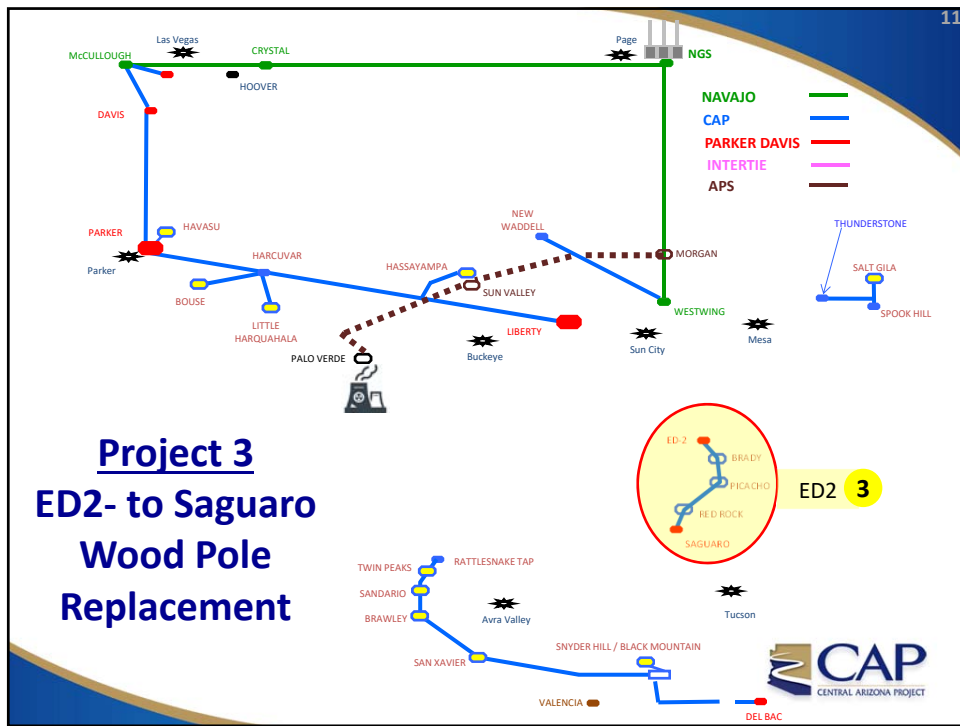 11
Las Vegas
McCULLOUGH
CRYSTAL
HOOVER
Page
NGS
DAVIS
NAVAJO
CAP
PARKER DAVIS
INTERTIE
APS
PARKER
HAVASU
Parker
HARCUVAR
BOUSE
LITTLE
HARQUAHALA
NEW
WADDELL
HASSAYAMPA
SUN VALLEY
MORGAN
THUNDERSTONE
SALT GILA
SPOOK HILL
WESTWING
LIBERTY
PALO VERDE
Buckeye
Sun City
Mesa
Project 3
ED2- to Saguaro
Wood Pole
Replacement
ED-2
BRADY
PICACHO
RED ROCK
SAGUARO
ED2 3
TWIN PEAKS
RATTLESNAKE TAP
SANDARIO
BRAWLEY
Avra Valley
Tucson
SAN XAVIER
SNYDER HILL / BLACK MOUNTAIN
VALENCIA
DEL BAC
CAP
CENTRAL ARIZONA PROJECT